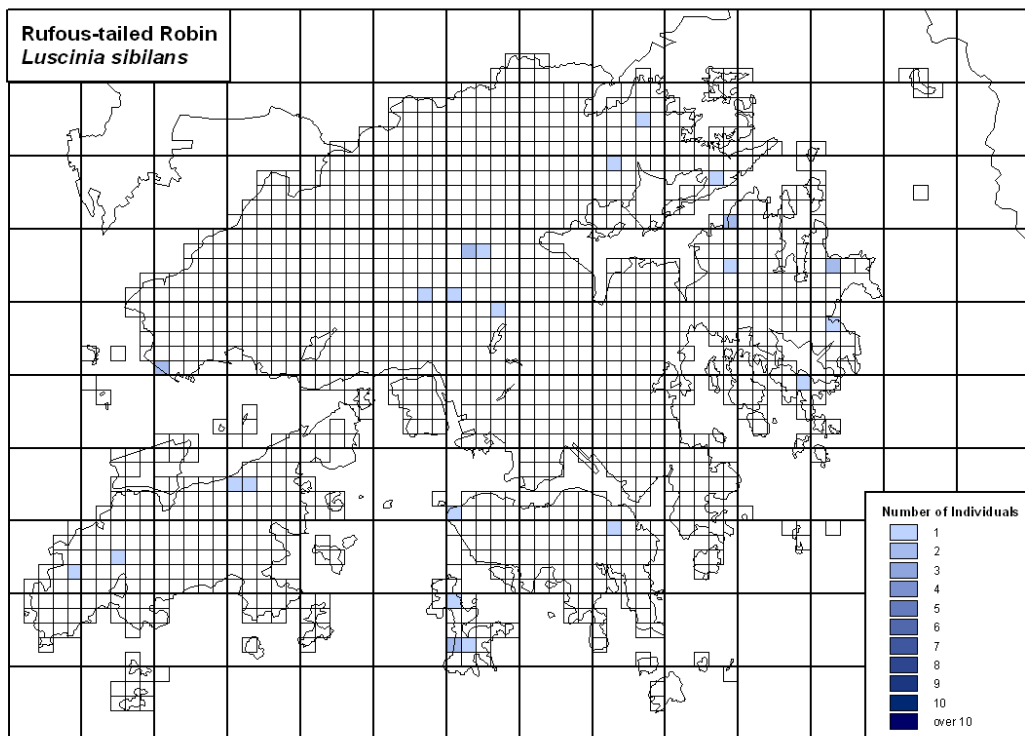 Rufous-tailed Robin
Luscinia sibilans
Number of Individuals
1
2
3
4
5
6
7
8
9
10
over 10